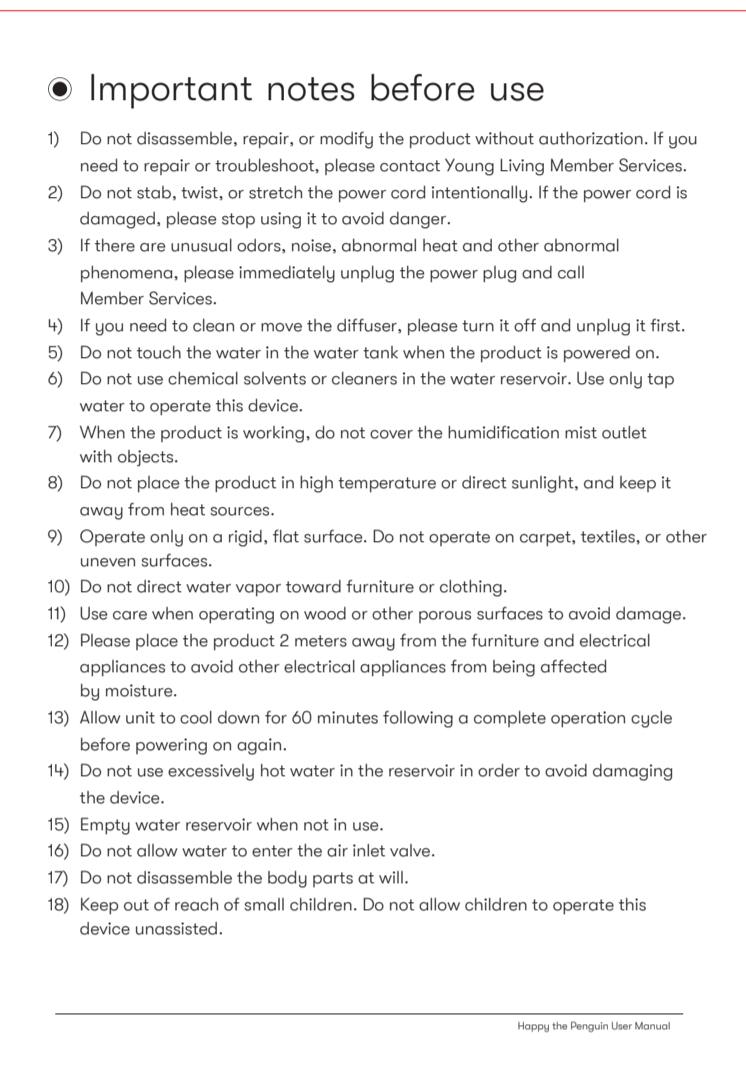 Important notes before use
1) Do not disassemble, repair, or modify the product without authorization. If you
need to repair or troubleshoot, please contact Young Living Member Services.
2) Do not stab, twist, or stretch the power cord intentionally. If the power cord is
damaged, please stop using it to avoid danger.
3) If there are unusual odors, noise, abnormal heat and other abnormal
phenomena, please immediately unplug the power plug and call
Member Services.
4) If you need to clean or move the diffuser, please turn it off and unplug it first.
5) Do not touch the water in the water tank when the product is powered on.
6) Do not use chemical solvents or cleaners in the water reservoir. Use only tap
water to operate this device.
7) When the product is working, do not cover the humidification mist outlet
with objects.
8) Do not place the product in high temperature or direct sunlight, and keep it
away from heat sources.
9) Operate only on a rigid, flat surface. Do not operate on carpet, textiles, or other
uneven surfaces.
10) Do not direct water vapor toward furniture or clothing.
11) Use care when operating on wood or other porous surfaces to avoid damage.
12) Please place the product 2 meters away from the furniture and electrical
appliances to avoid other electrical appliances from being affected
by moisture.
13) Allow unit to cool down for 60 minutes following a complete operation cycle
before powering on again.
14) Do not use excessively hot water in the reservoir in order to avoid damaging
the device.
15) Empty water reservoir when not in use.
16) Do not allow water to enter the air inlet valve.
17) Do not disassemble the body parts at will.
18) Keep out of reach of small children. Do not allow children to operate this
device unassisted.
Happy the Penguin User Manual